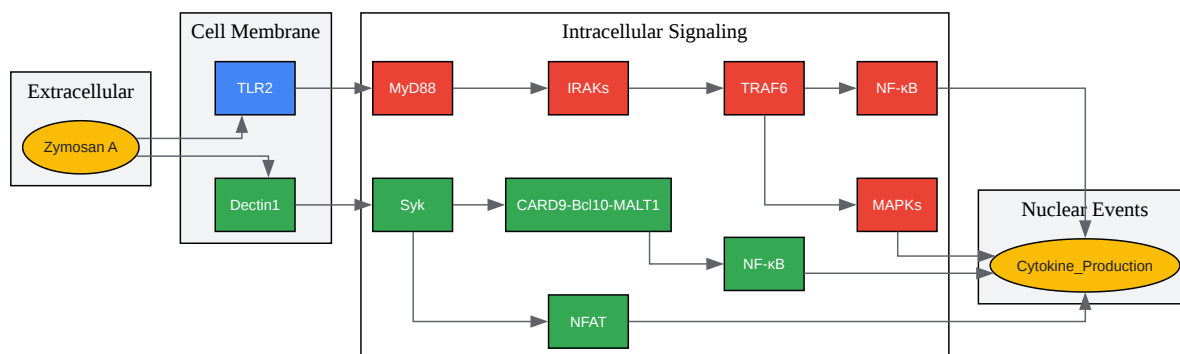 Cell Membrane
Intracellular Signaling
TLR2
MyD88
IRAKs
TRAF6
NF-κB
Extracellular
Zymosan A
Dectin1
Syk
CARD9-Bcl10-MALT1
MAPKs
Nuclear Events
NF-κB
Cytokine_Production
NFAT